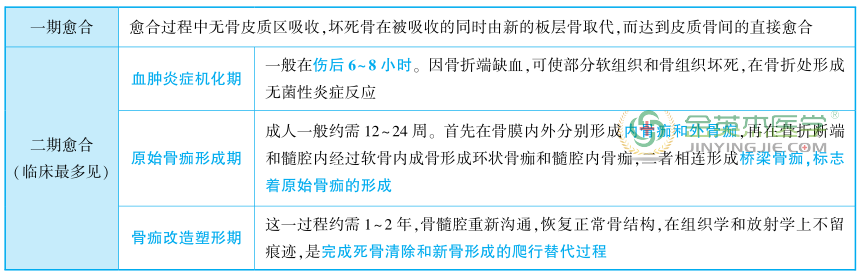 一期愈合
愈合过程中无骨皮质区吸收,坏死骨在被吸收的同时由新的板层骨取代,而达到皮质骨间的直接愈合
二期愈合
(临床最多见)
血肿炎症机化期
一般在伤后 6~8 小时。因骨折端缺血,可使部分软组织和骨组织坏死,在骨折处形成
无菌性炎症反应
原始骨痂形成期
成人一般约需 12~24 周。首先在骨膜内外分别形成内骨痂和外骨痂,再在骨折断端
和髓腔内经过软骨内成骨形成环状骨痂和髓腔内骨痂,二者相连形成桥梁骨痂,标志
着原始骨痂的形成
骨痂改造塑形期
这一过程约需 1~2 年,骨髓腔重新沟通,恢复正常骨结构,在组织学和放射学上不留
痕迹,是完成死骨清除和新骨形成的爬行替代过程
金英杰医学®
JINYINGJIE.COM